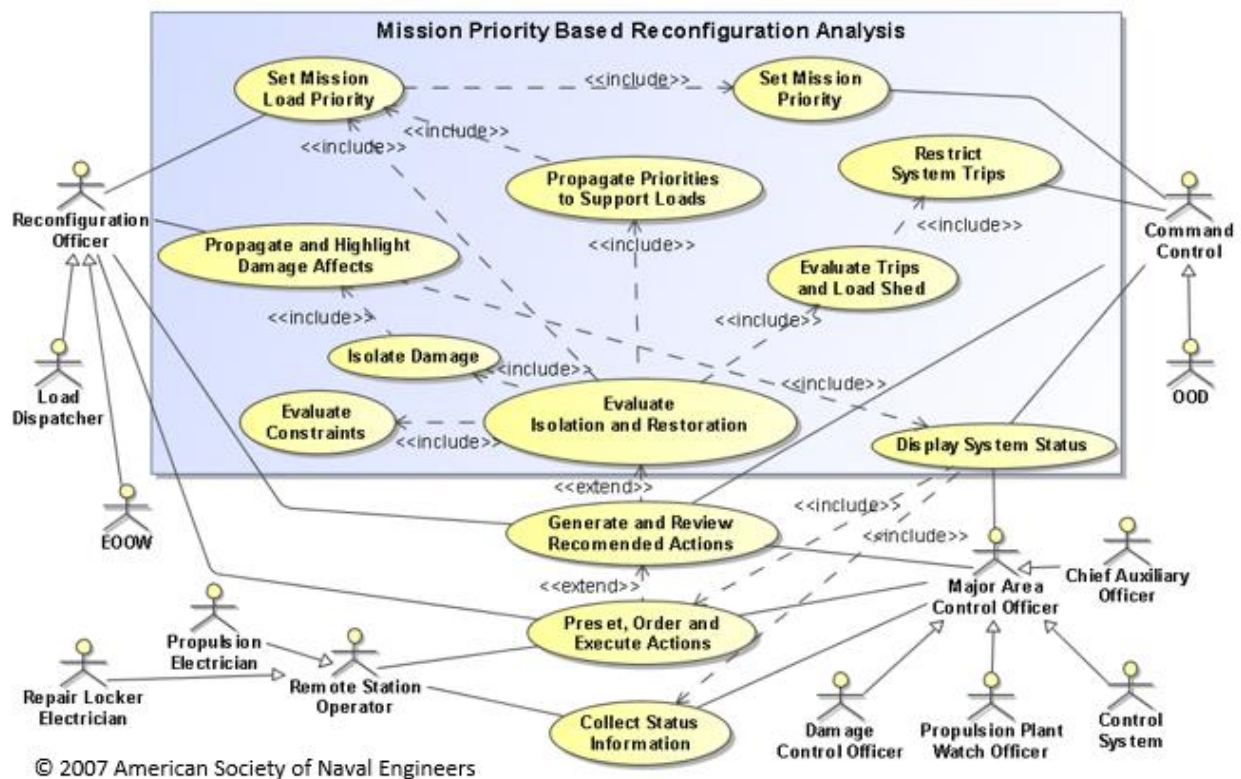 Mission Priority Based Reconfiguration Analysis
Set Mission
Load Priority
<<include>>
Set Mission
Priority
<<include>>
<<include>>
Restrict
System Trips
Propagate Priorities
to Support Loads
Reconfiguration
Officer
Command
Control
<<include>>
<<include>>
Propagate and Highlight
Damage Affects
Evaluate Trips
and Load Shed
<<include>>
<<include>>
Isolate Damage
<<include>>
<<include>>
Load
Dispatcher
OOD
Evaluate
Constraints
<<include>>
Evaluate
Isolation and Restoration
Display System Status
<<extend>>
<<include>>
EOOW
Generate and Review
Recomended Actions
<<include>>
<<extend>>
Major Area
Control Officer
Chief Auxiliary
Officer
Preset, Order and
Execute Actions
Propulsion
Electrician
Repair Locker
Electrician
Remote Station
Operator
Collect Status
Information
Damage
Control Officer
Propulsion Plant
Watch Officer
Control
System
© 2007 American Society of Naval Engineers